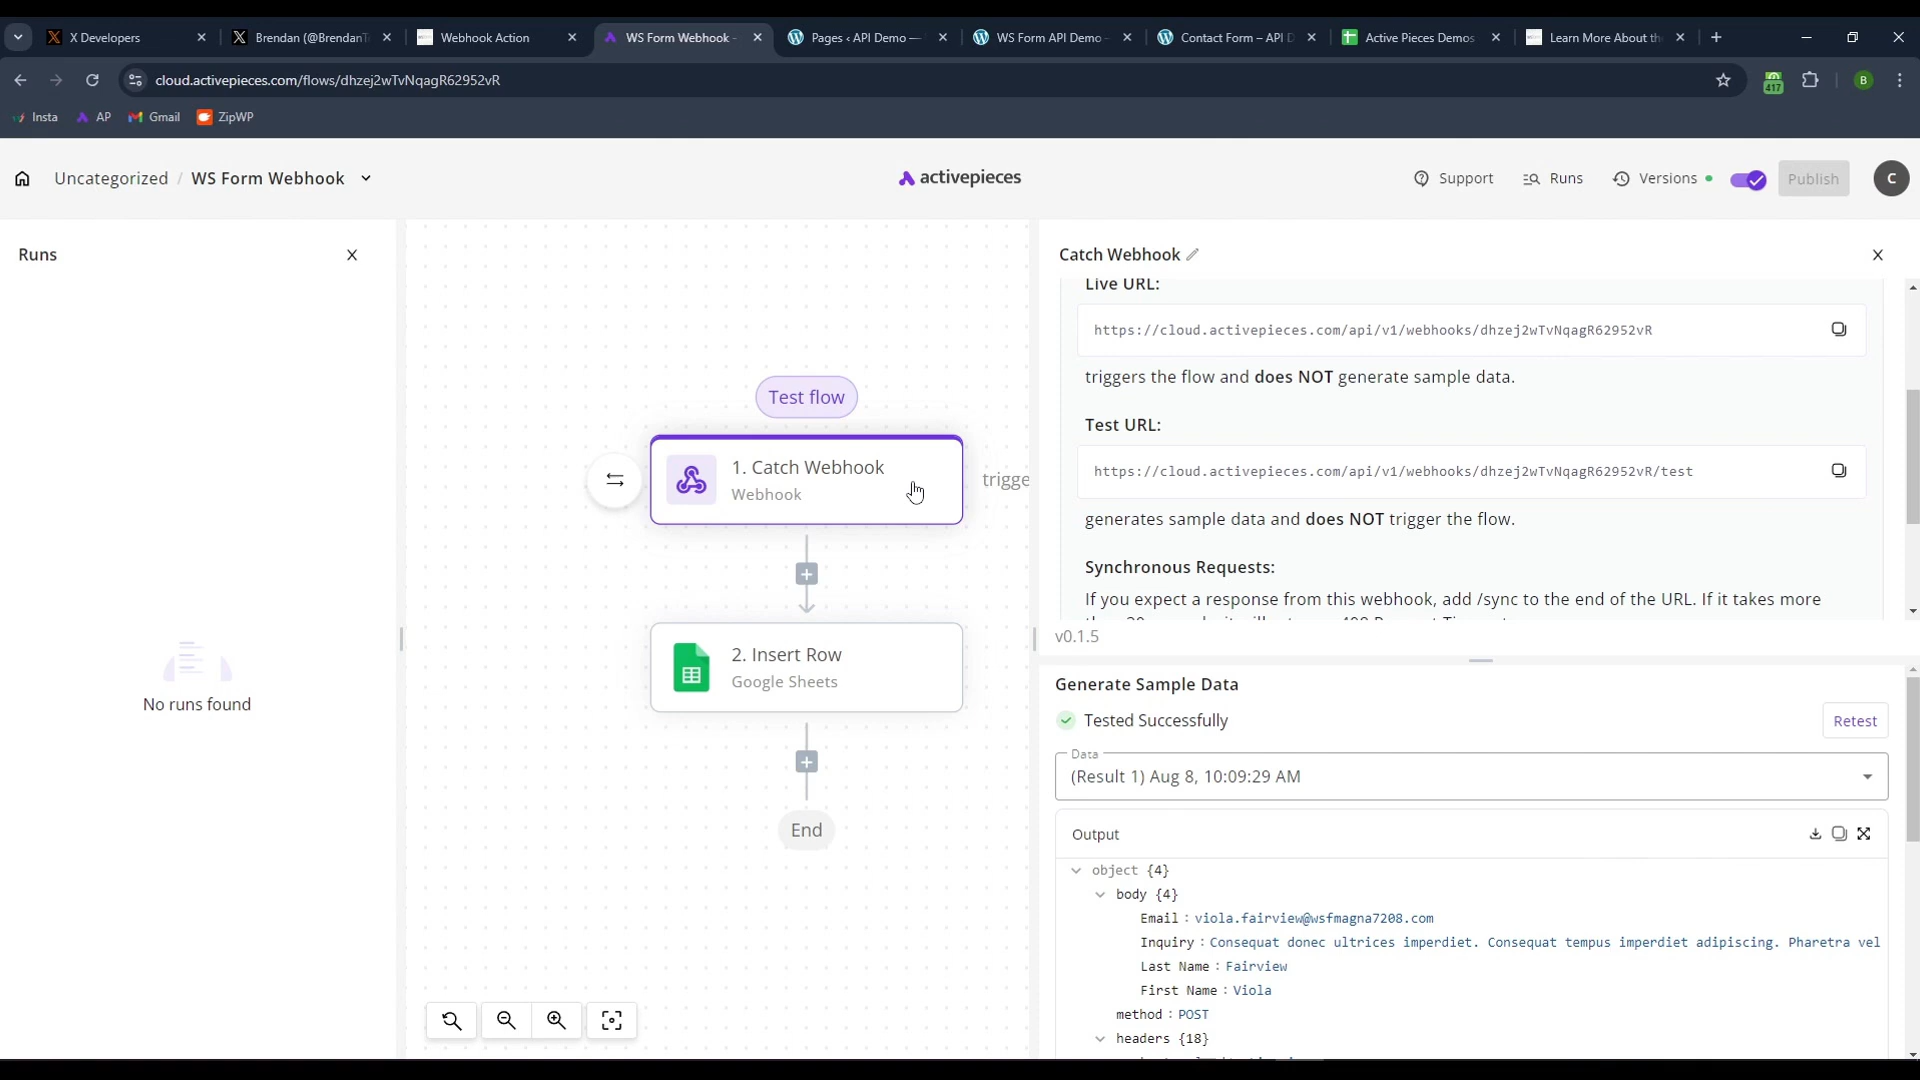 X Developers
Brendan (@BrendanT
Webhook Action
WS Form Webhook -
Pages ‹ API Demo —
WS Form API Demo -
Contact Form – API D
Active Pieces Demos
Learn More About th
cloud.activepieces.com/flows/dhzej2wTvNqagR62952vR
417
B
Insta
AP
Gmail
ZipWP
Uncategorized / WS Form Webhook
activepieces
Support
Runs
Versions
Publish
C
Runs
X
No runs found
Test flow
1. Catch Webhook
Webhook
trigge
2. Insert Row
Google Sheets
End
Catch Webhook
X
Live URL:
https://cloud.activepieces.com/api/v1/webhooks/dhzej2wTvNqagR62952vR
triggers the flow and does NOT generate sample data.
Test URL:
https://cloud.activepieces.com/api/v1/webhooks/dhzej2wTvNqagR62952vR/test
generates sample data and does NOT trigger the flow.
Synchronous Requests:
If you expect a response from this webhook, add /sync to the end of the URL. If it takes more
v0.1.5
Generate Sample Data
Tested Successfully
Retest
Data
(Result 1) Aug 8, 10:09:29 AM
Output
object {4}
body {4}
Email : viola.fairview@wsfmagna7208.com
Inquiry : Consequat donec ultrices imperdiet. Consequat tempus imperdiet adipiscing. Pharetra vel
Last Name : Fairview
First Name : Viola
method : POST
headers {18}